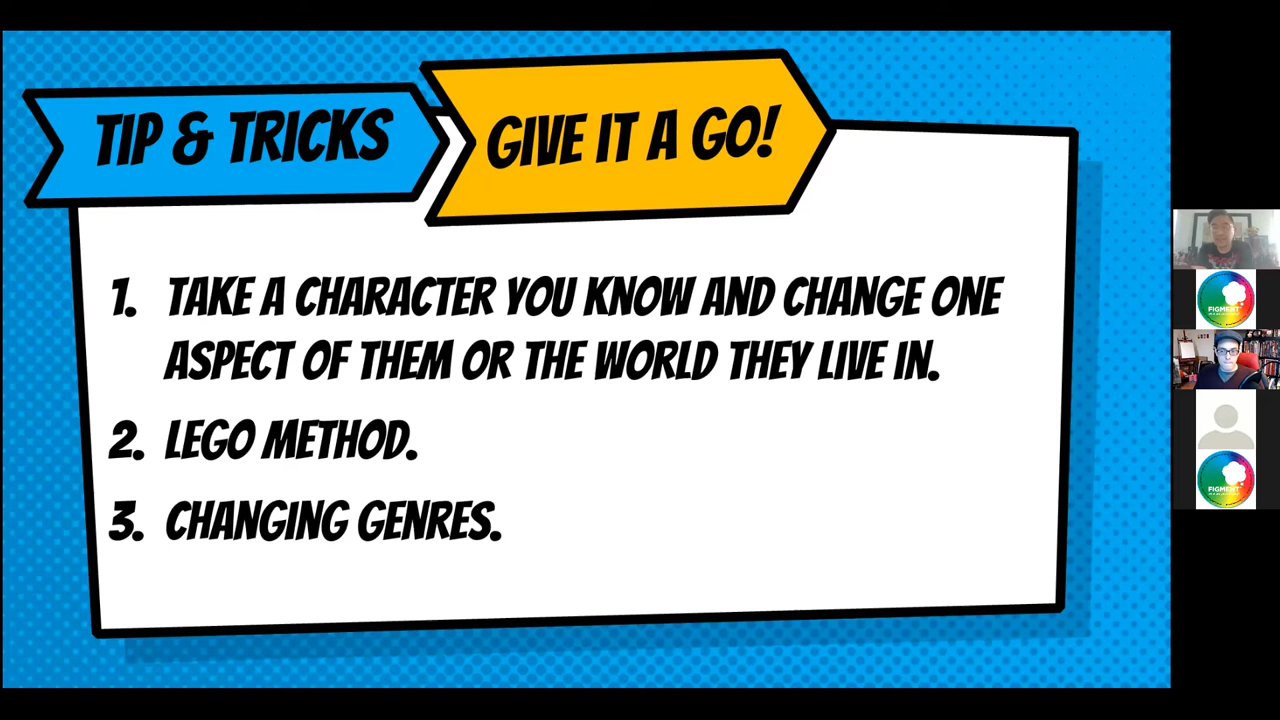 TIP & TRICKS
GIVE IT A GO!
1. TAKE A CHARACTER YOU KNOW AND CHANGE ONE
ASPECT OF THEM OR THE WORLD THEY LIVE IN.
2. LEGO METHOD.
3. CHANGING GENRES.
FIGMENT
FIGMENT